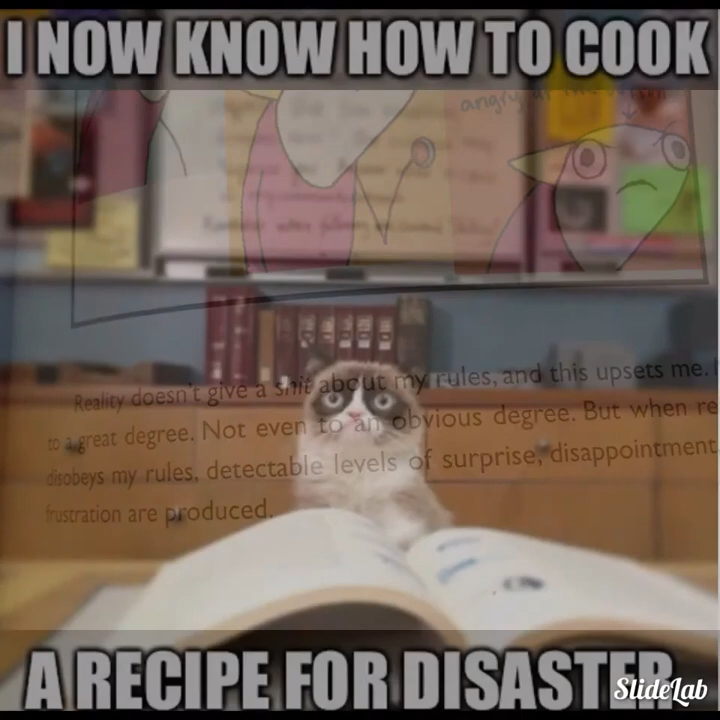 I NOW KNOW HOW TO COOK
angry at
Reality doesn't give a shit about my rules, and this upsets me.
to a great degree. Not even to an obvious degree. But when re
disobeys my rules, detectable levels of surprise, disappointment
frustration are produced.
A RECIPE FOR DISASTER
SlideLab